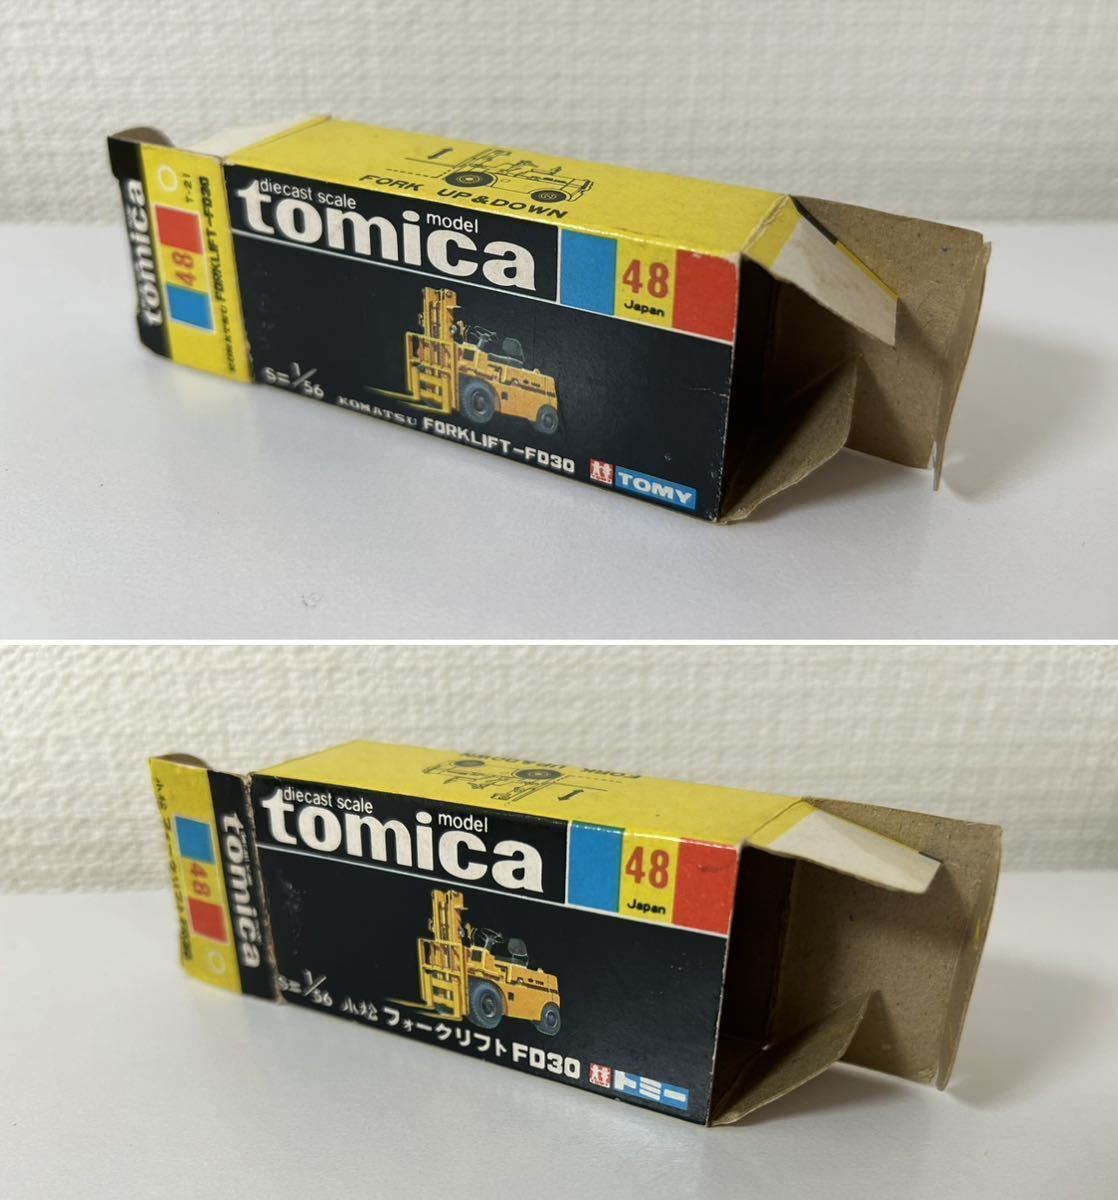 FORK UP & DOWN
diecast scale
tomica
model
48
Japan
S=1/56 KOMATSU FORKLIFT-FD30
TOMY
tomica
48
T-21
KOMATSU FORKLIFT-FD30
FORK UP & DOWN
diecast scale
tomica
model
48
Japan
S=1/56 小松 フォークリフトFD30
トミー
tomica
48
小松 フォークリフトFD30